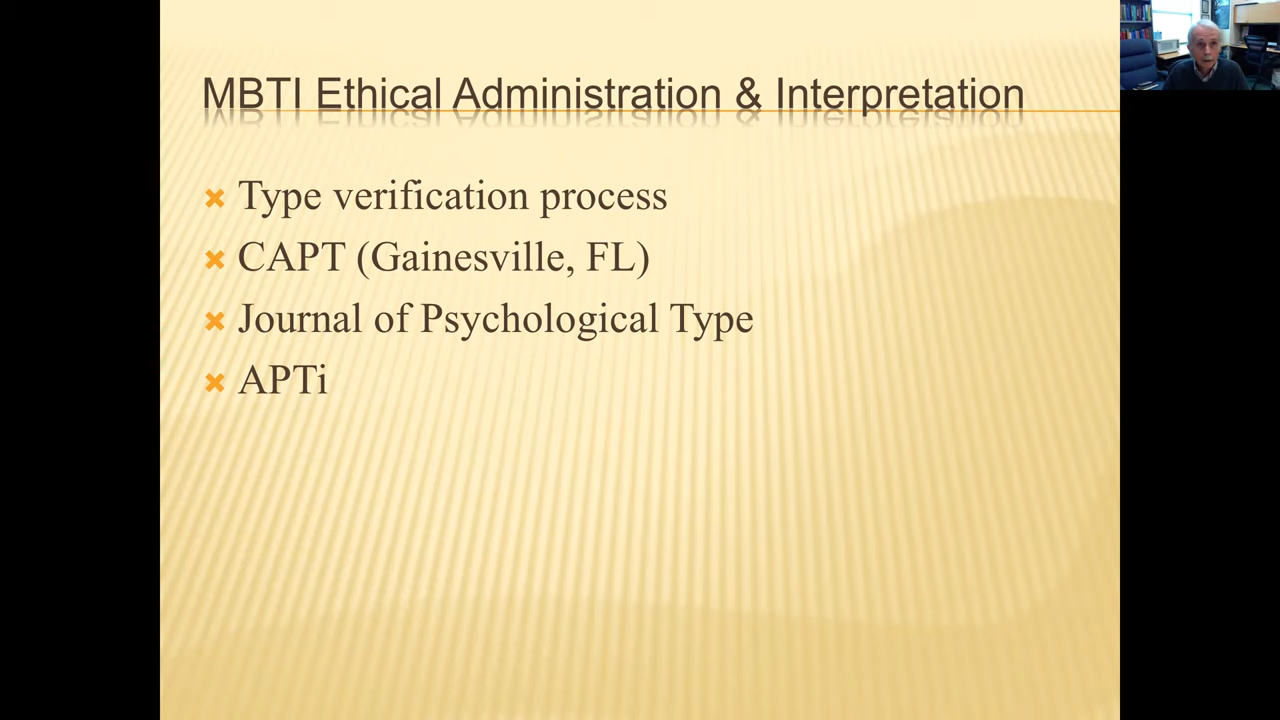 MBTI Ethical Administration & Interpretation
Type verification process
CAPT (Gainesville, FL)
Journal of Psychological Type
APTi